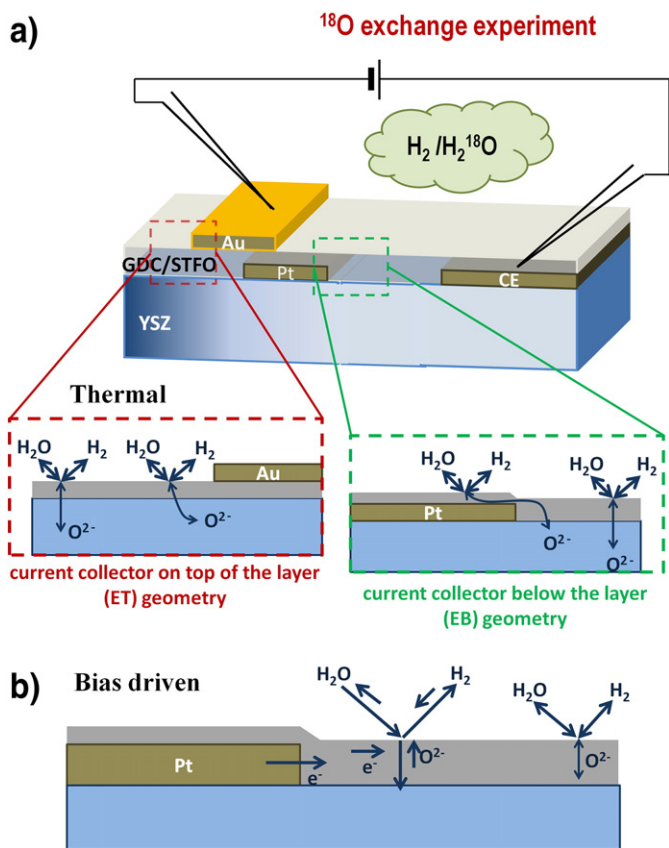 a)
¹⁸O exchange experiment
H₂ /H₂¹⁸O
Au
GDC/STFO
Pt
CE
YSZ
Thermal
H₂O H₂ H₂O H₂
Au
O²⁻ O²⁻
current collector on top of the layer
(ET) geometry
H₂O H₂ H₂O H₂
Pt
O²⁻ O²⁻
current collector below the layer
(EB) geometry
b)
Bias driven
H₂O H₂ H₂O H₂
Pt e⁻ e⁻ O²⁻ O²⁻